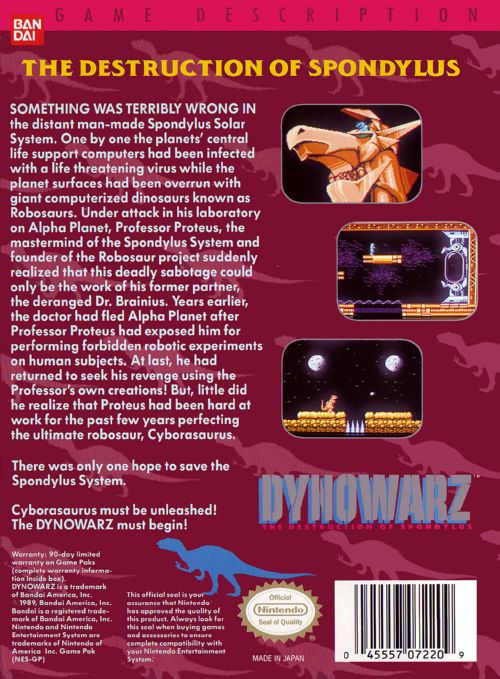 GAME DESCRIPTION
BAN
DAI
THE DESTRUCTION OF SPONDYLUS
SOMETHING WAS TERRIBLY WRONG IN
the distant man-made Spondylus Solar
System. One by one the planets' central
life support computers had been infected
with a life threatening virus while the
planet surfaces had been overrun with
giant computerized dinosaurs known as
Robosaurs. Under attack in his laboratory
on Alpha Planet, Professor Proteus, the
mastermind of the Spondylus System and
founder of the Robosaur project suddenly
realized that this deadly sabotage could
only be the work of his former partner,
the deranged Dr. Brainius. Years earlier,
the doctor had fled Alpha Planet after
Professor Proteus had exposed him for
performing forbidden robotic experiments
on human subjects. At last, he had
returned to seek his revenge using the
Professor's own creations! But, little did
he realize that Proteus had been hard at
work for the past few years perfecting
the ultimate robosaur, Cyborasaurus.
There was only one hope to save the
Spondylus System.
Cyborasaurus must be unleashed!
The DYNOWARZ must begin!
DYNOWARZ™
THE DESTRUCTION OF SPONDYLUS
Warranty: 90-day limited
warranty on Game Paks
(complete warranty informa-
tion inside box).
DYNOWARZ is a trademark
of Bandai America, Inc.
© 1989, Bandai America, Inc.
Bandai is a registered trade-
mark of Bandai America, Inc.
Nintendo and Nintendo
Entertainment System are
trademarks of Nintendo of
America Inc. Game Pak
(NES-GP)
This official seal is your
assurance that Nintendo
has approved the quality of
this product. Always look for
this seal when buying games
and accessories to ensure
complete compatibility with
your Nintendo Entertainment
System.
Official
Nintendo
Seal of Quality
®
MADE IN JAPAN
0 45557 07220 9